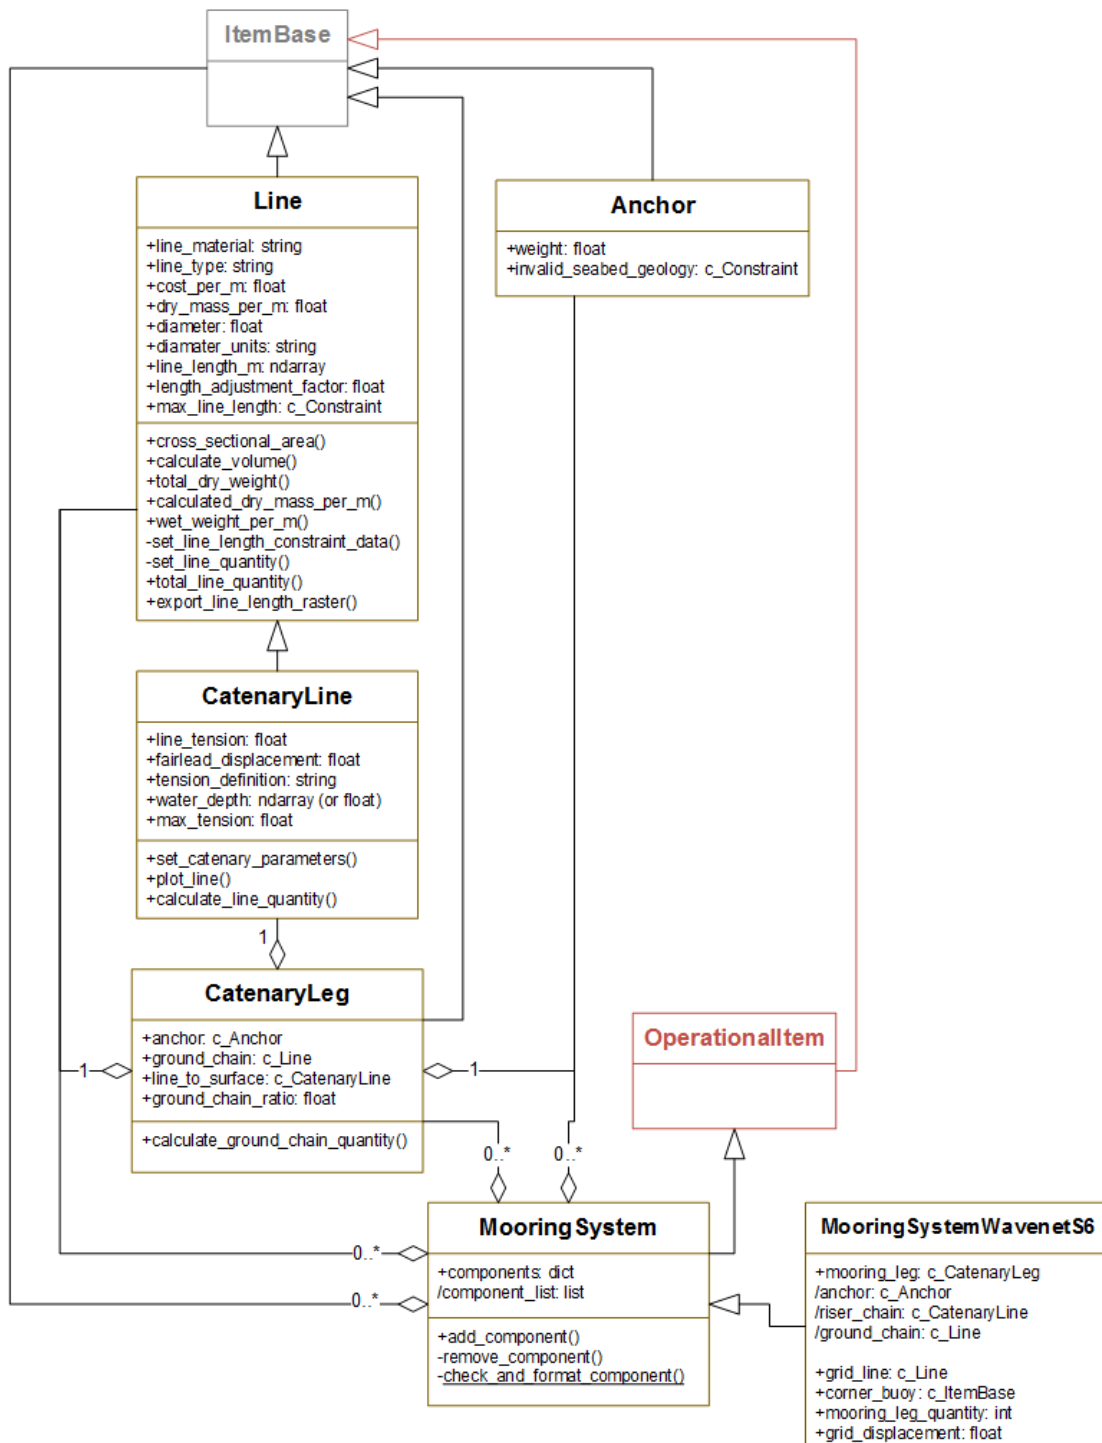 ItemBase
Line
+line_material: string
+line_type: string
+cost_per_m: float
+dry_mass_per_m: float
+diameter: float
+diamater_units: string
+line_length_m: ndarray
+length_adjustment_factor: float
+max_line_length: c_Constraint
+cross_sectional_area()
+calculate_volume()
+total_dry_weight()
+calculated_dry_mass_per_m()
+wet_weight_per_m()
-set_line_length_constraint_data()
-set_line_quantity()
+total_line_quantity()
+export_line_length_raster()
Anchor
+weight: float
+invalid_seabed_geology: c_Constraint
CatenaryLine
+line_tension: float
+fairlead_displacement: float
+tension_definition: string
+water_depth: ndarray (or float)
+max_tension: float
+set_catenary_parameters()
+plot_line()
+calculate_line_quantity()
1
CatenaryLeg
+anchor: c_Anchor
+ground_chain: c_Line
+line_to_surface: c_CatenaryLine
+ground_chain_ratio: float
+calculate_ground_chain_quantity()
1
1
OperationalItem
0..*
0..*
0..*
0..*
MooringSystem
+components: dict
/component_list: list
+add_component()
-remove_component()
-check_and_format_component()
MooringSystemWavenetS6
+mooring_leg: c_CatenaryLeg
/anchor: c_Anchor
/riser_chain: c_CatenaryLine
/ground_chain: c_Line
+grid_line: c_Line
+corner_buoy: c_ItemBase
+mooring_leg_quantity: int
+grid_displacement: float